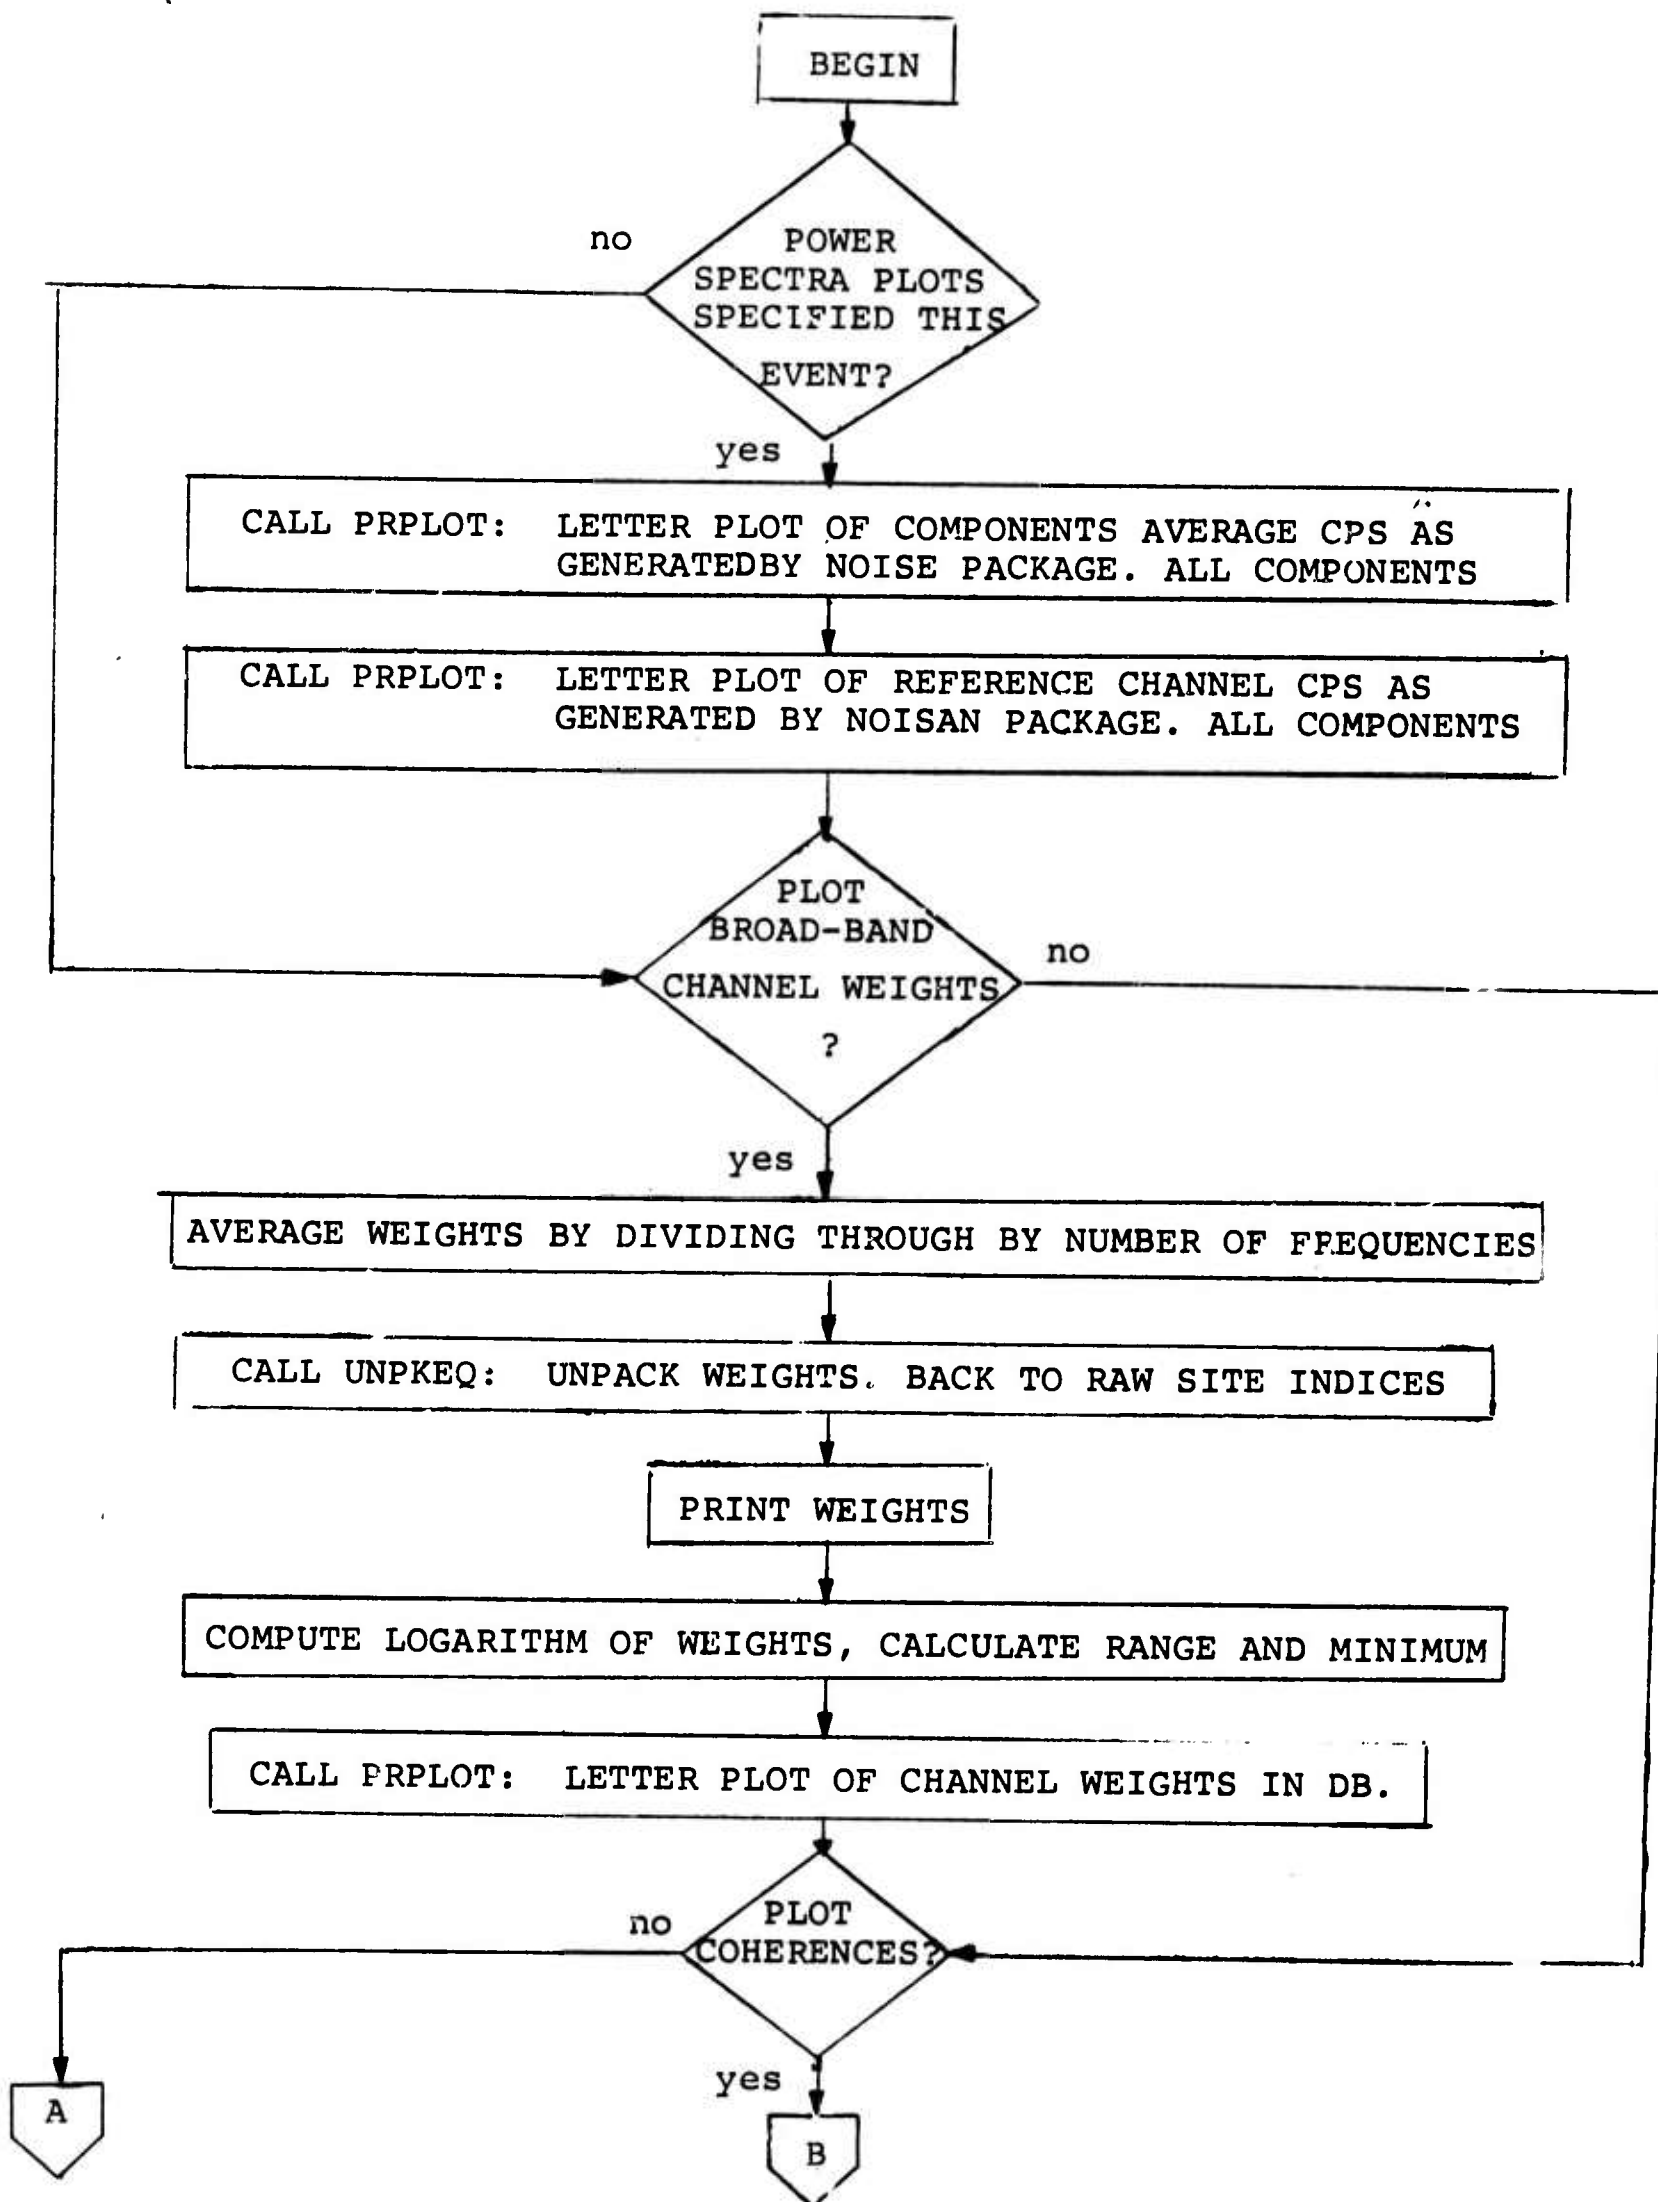 BEGIN
no
POWER
SPECTRA PLOTS
SPECIFIED THIS
EVENT?
yes
CALL PRPLOT: LETTER PLOT OF COMPONENTS AVERAGE CPS AS
GENERATEDBY NOISE PACKAGE. ALL COMPONENTS
CALL PRPLOT: LETTER PLOT OF REFERENCE CHANNEL CPS AS
GENERATED BY NOISAN PACKAGE. ALL COMPONENTS
PLOT
BROAD-BAND
no
CHANNEL WEIGHTS
?
yes
AVERAGE WEIGHTS BY DIVIDING THROUGH BY NUMBER OF FREQUENCIES
CALL UNPKEQ: UNPACK WEIGHTS. BACK TO RAW SITE INDICES
PRINT WEIGHTS
COMPUTE LOGARITHM OF WEIGHTS, CALCULATE RANGE AND MINIMUM
CALL PRPLOT: LETTER PLOT OF CHANNEL WEIGHTS IN DB.
no
PLOT
COHERENCES?
yes
A
B